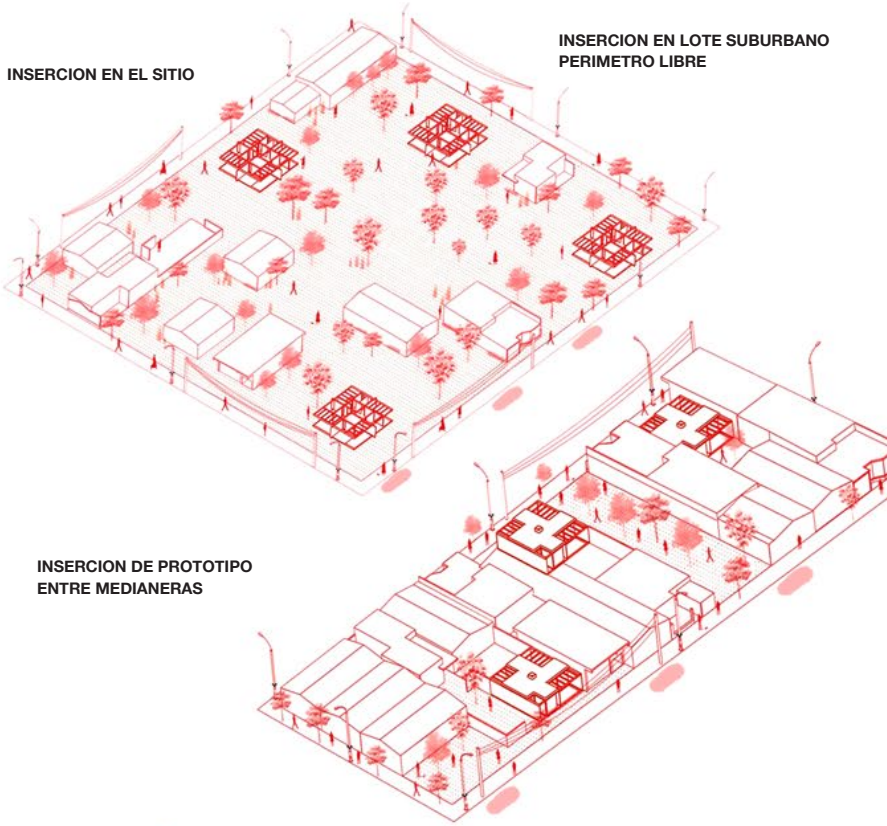 INSERCION EN EL SITIO
INSERCION EN LOTE SUBURBANO
PERIMETRO LIBRE
INSERCION DE PROTOTIPO
ENTRE MEDIANERAS